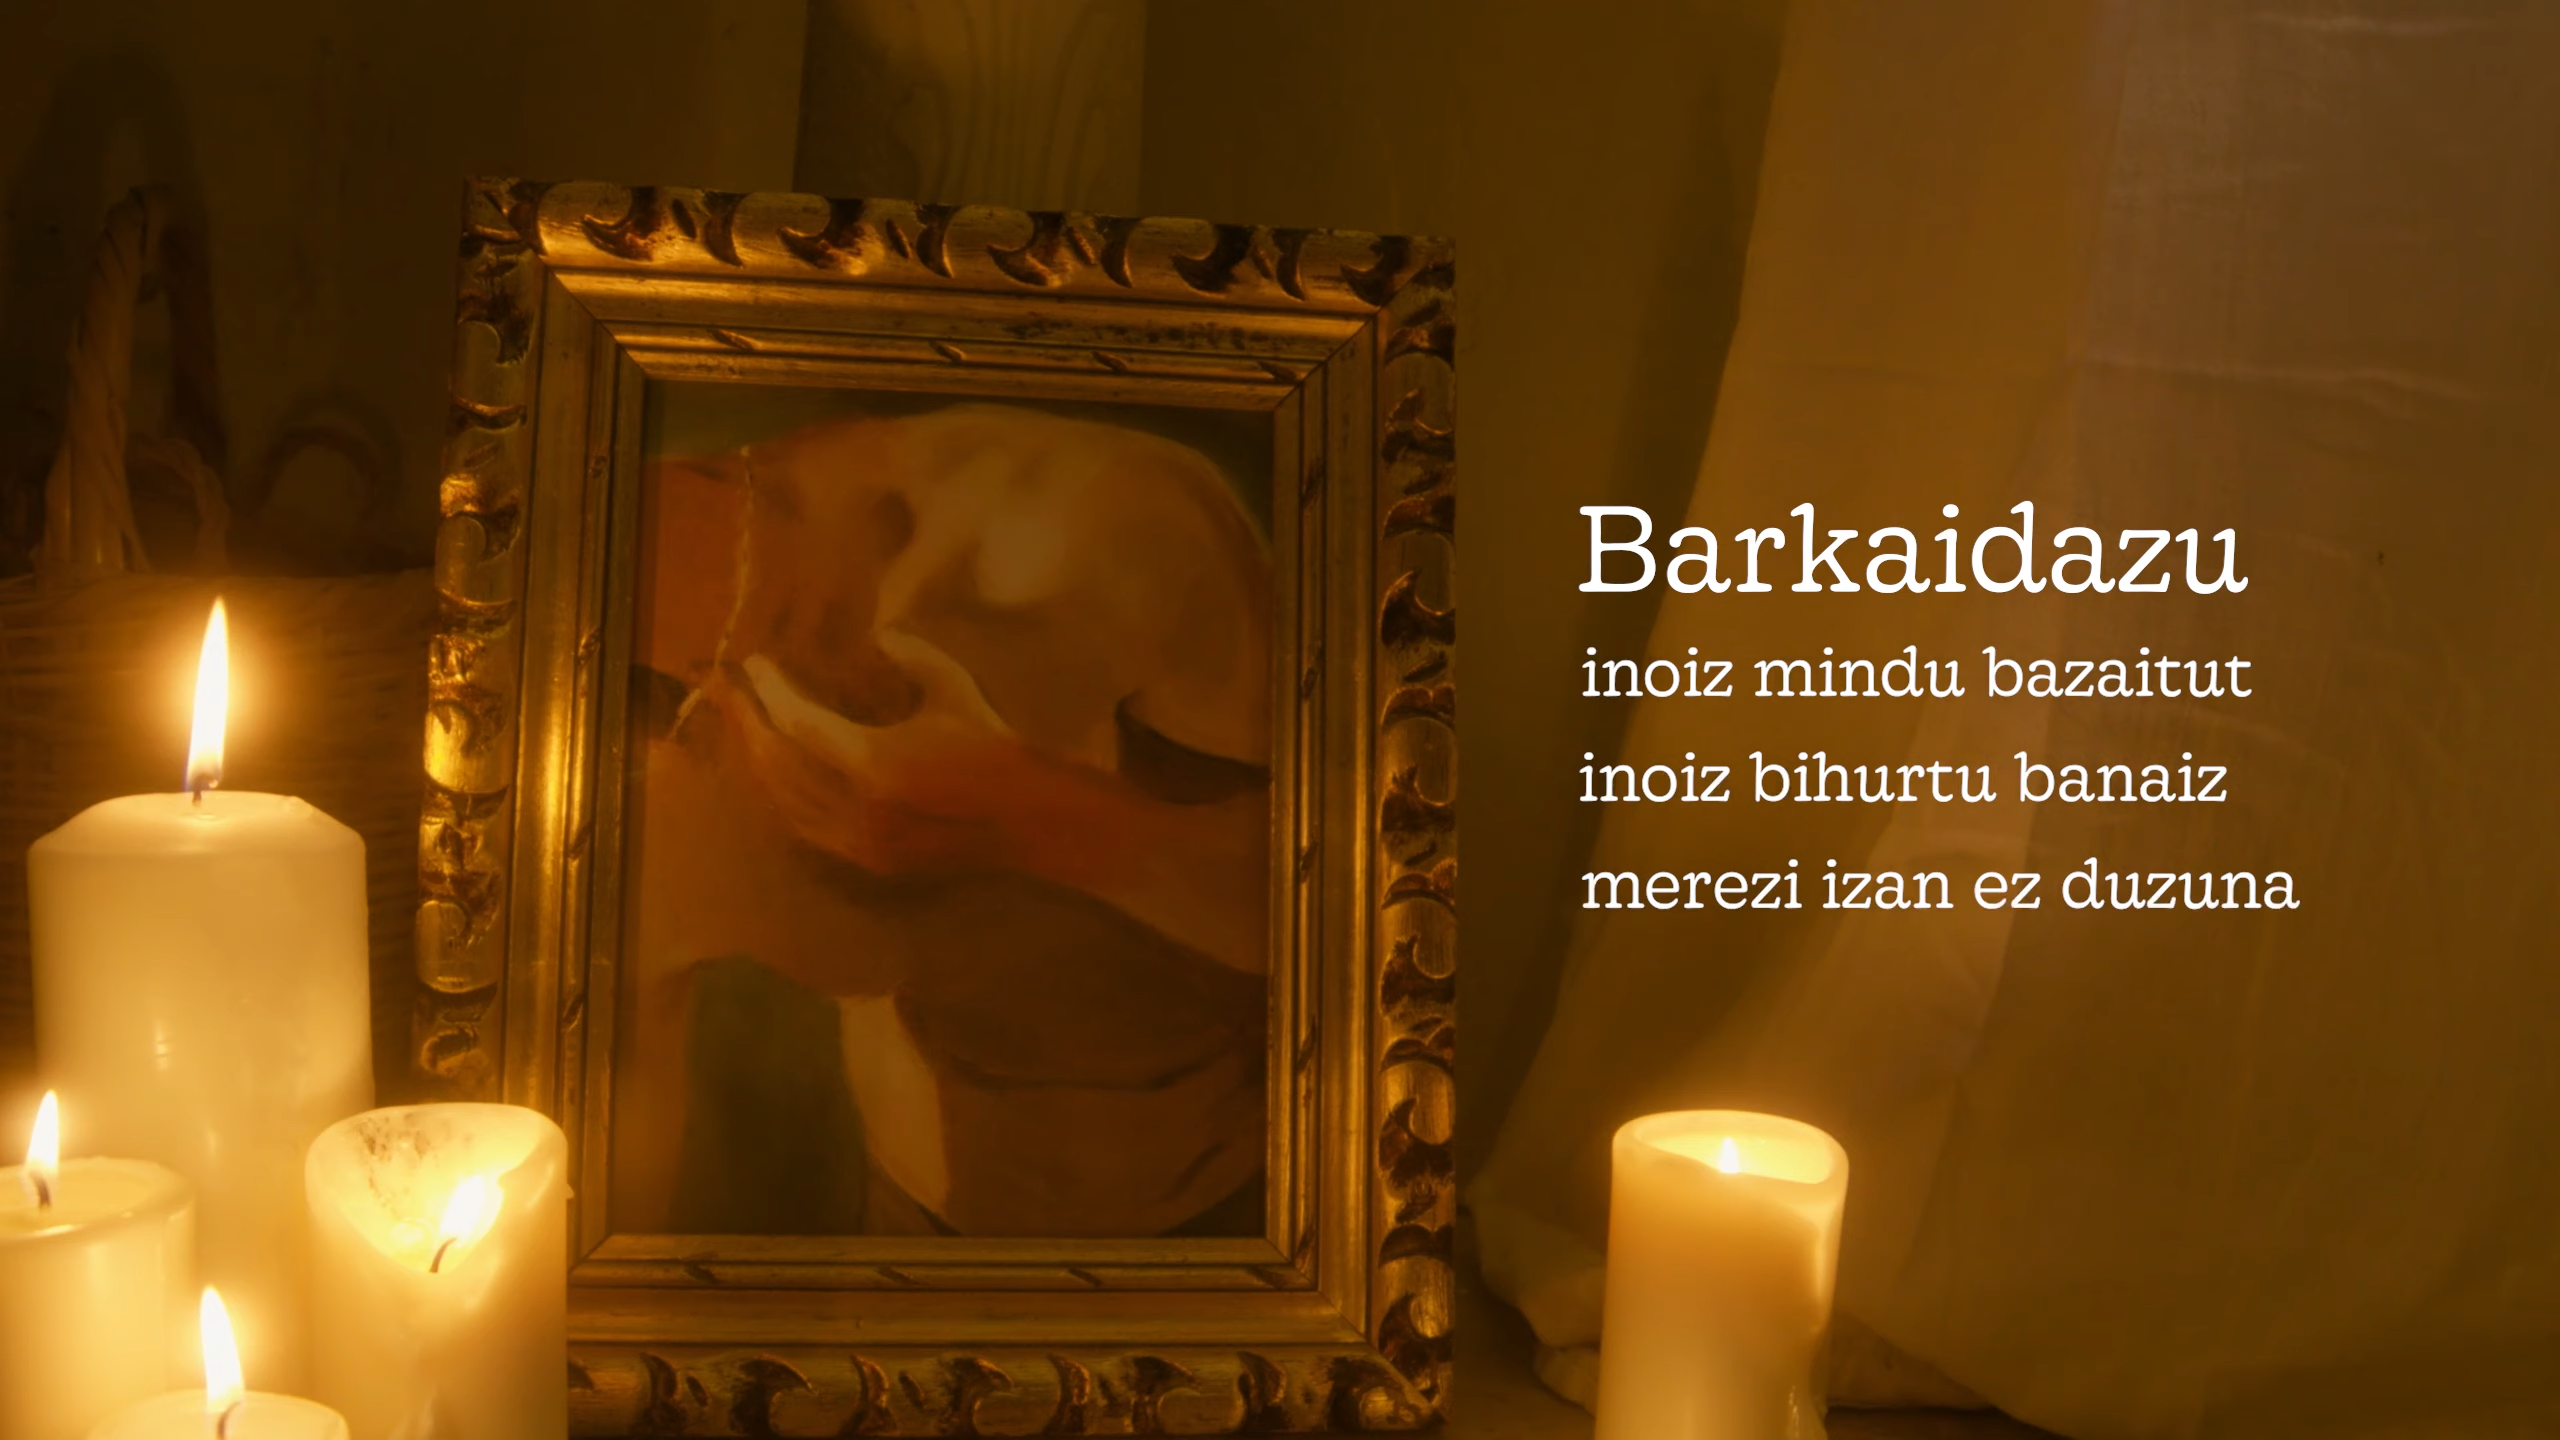 Barkaidazu
inoiz mindu bazaitut
inoiz bihurtu banaiz
merezi izan ez duzuna